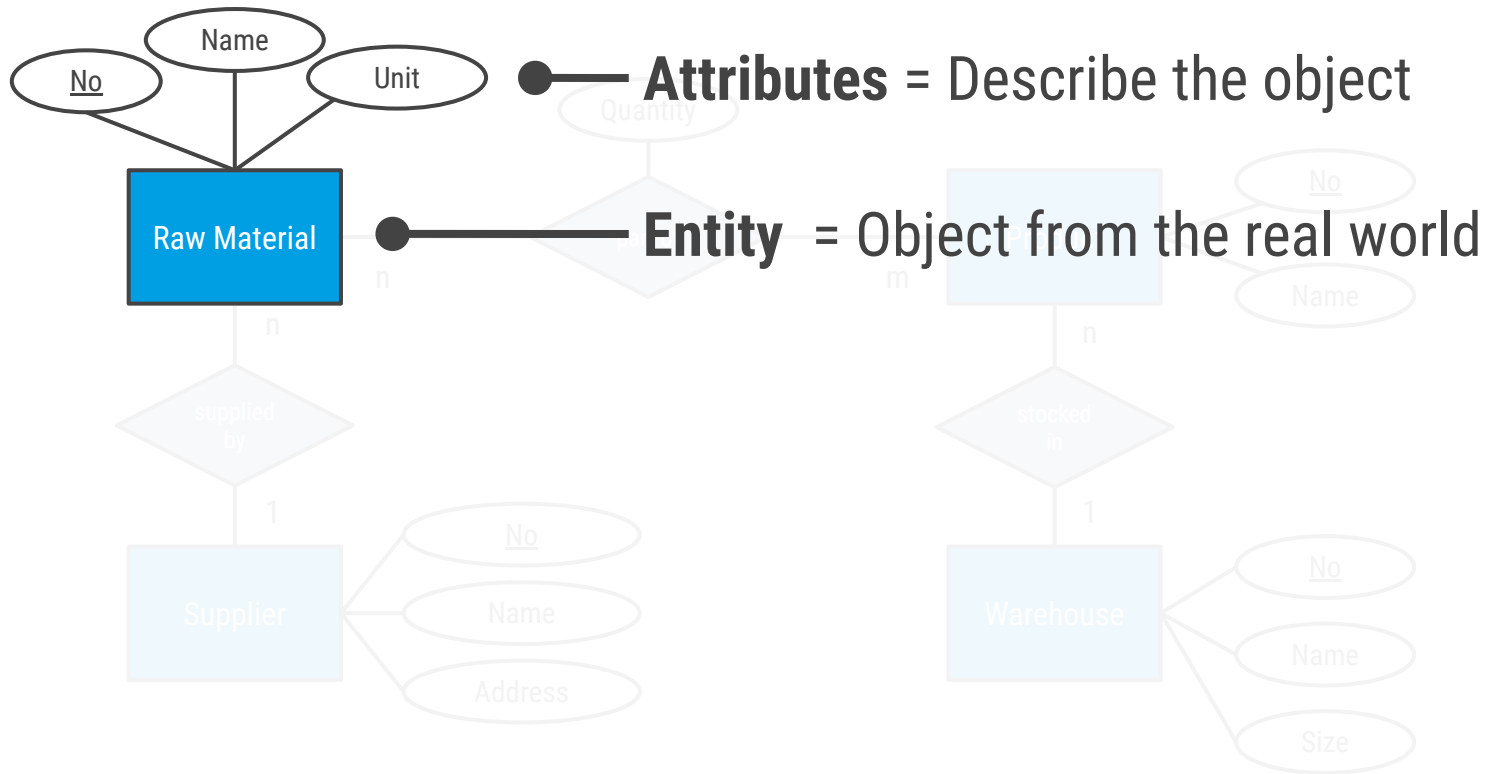 Name
No
Unit
Attributes = Describe the object
Quantity
No
Raw Material
Entity = Object from the real world
n
m
Name
n
n
supplied
by
stocked
in
1
1
No
No
Supplier
Name
Warehouse
Name
Address
Size